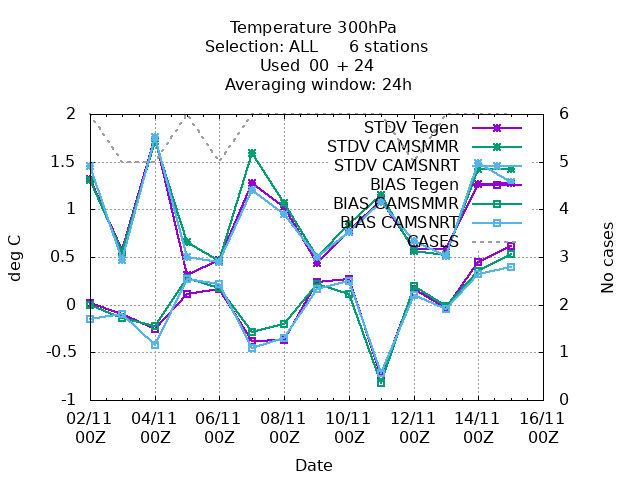 Temperature 300hPa
Selection: ALL 6 stations
Used 00 + 24
Averaging window: 24h
2
1.5
1
0.5
0
-0.5
-1
deg C
6
5
4
3
2
1
0
No cases
STDV Tegen
STDV CAMSMMR
STDV CAMSNRT
BIAS Tegen
BIAS CAMSMMR
BIAS CAMSNRT
CASES
02/11 04/11 06/11 08/11 10/11 12/11 14/11 16/11
00Z 00Z 00Z 00Z 00Z 00Z 00Z 00Z
Date